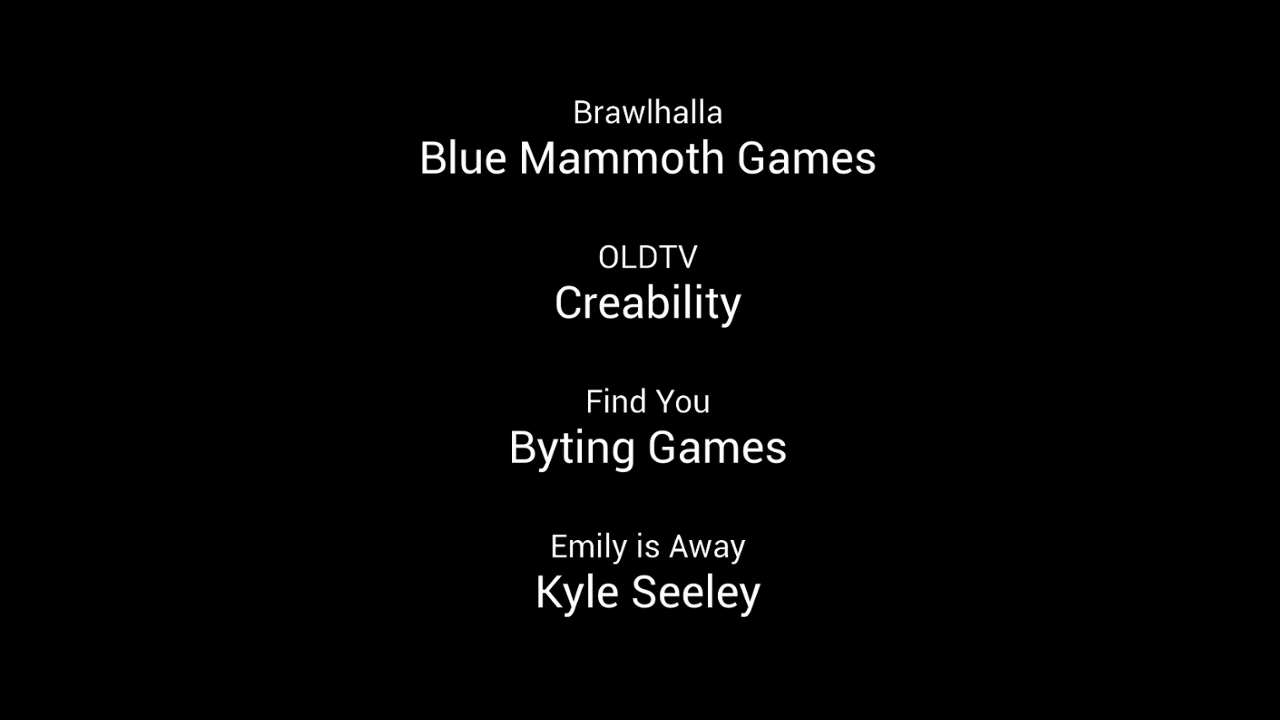 Brawlhalla
Blue Mammoth Games
OLDTV
Creability
Find You
Byting Games
Emily is Away
Kyle Seeley